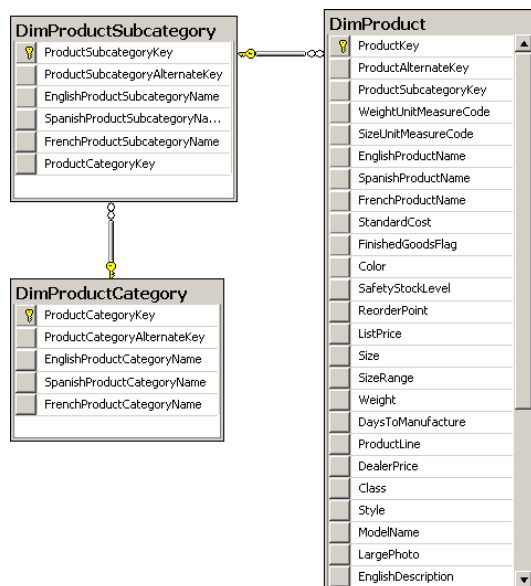 DimProductSubcategory
ProductSubcategoryKey
ProductSubcategoryAlternateKey
EnglishProductSubcategoryName
SpanishProductSubcategoryNa...
FrenchProductSubcategoryName
ProductCategoryKey
DimProductCategory
ProductCategoryKey
ProductCategoryAlternateKey
EnglishProductCategoryName
SpanishProductCategoryName
FrenchProductCategoryName
DimProduct
ProductKey
ProductAlternateKey
ProductSubcategoryKey
WeightUnitMeasureCode
SizeUnitMeasureCode
EnglishProductName
SpanishProductName
FrenchProductName
StandardCost
FinishedGoodsFlag
Color
SafetyStockLevel
ReorderPoint
ListPrice
Size
SizeRange
Weight
DaysToManufacture
ProductLine
DealerPrice
Class
Style
ModelName
LargePhoto
EnglishDescription